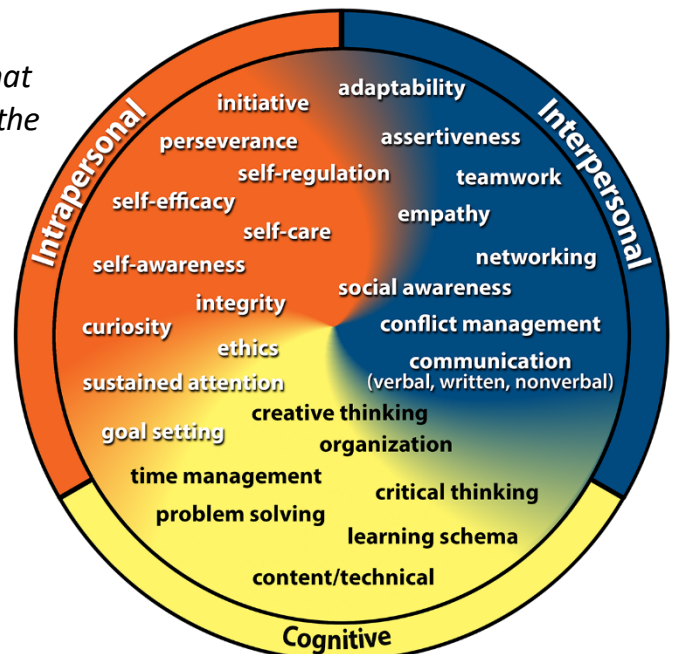 the
Intrapersonal
Interpersonal
adaptability
initiative
assertiveness
perseverance
self-regulation
teamwork
self-efficacy
empathy
self-care
networking
self-awareness
social awareness
integrity
conflict management
curiosity
ethics
communication
(verbal, written, nonverbal)
sustained attention
creative thinking
goal setting
organization
time management
critical thinking
problem solving
learning schema
content/technical
Cognitive